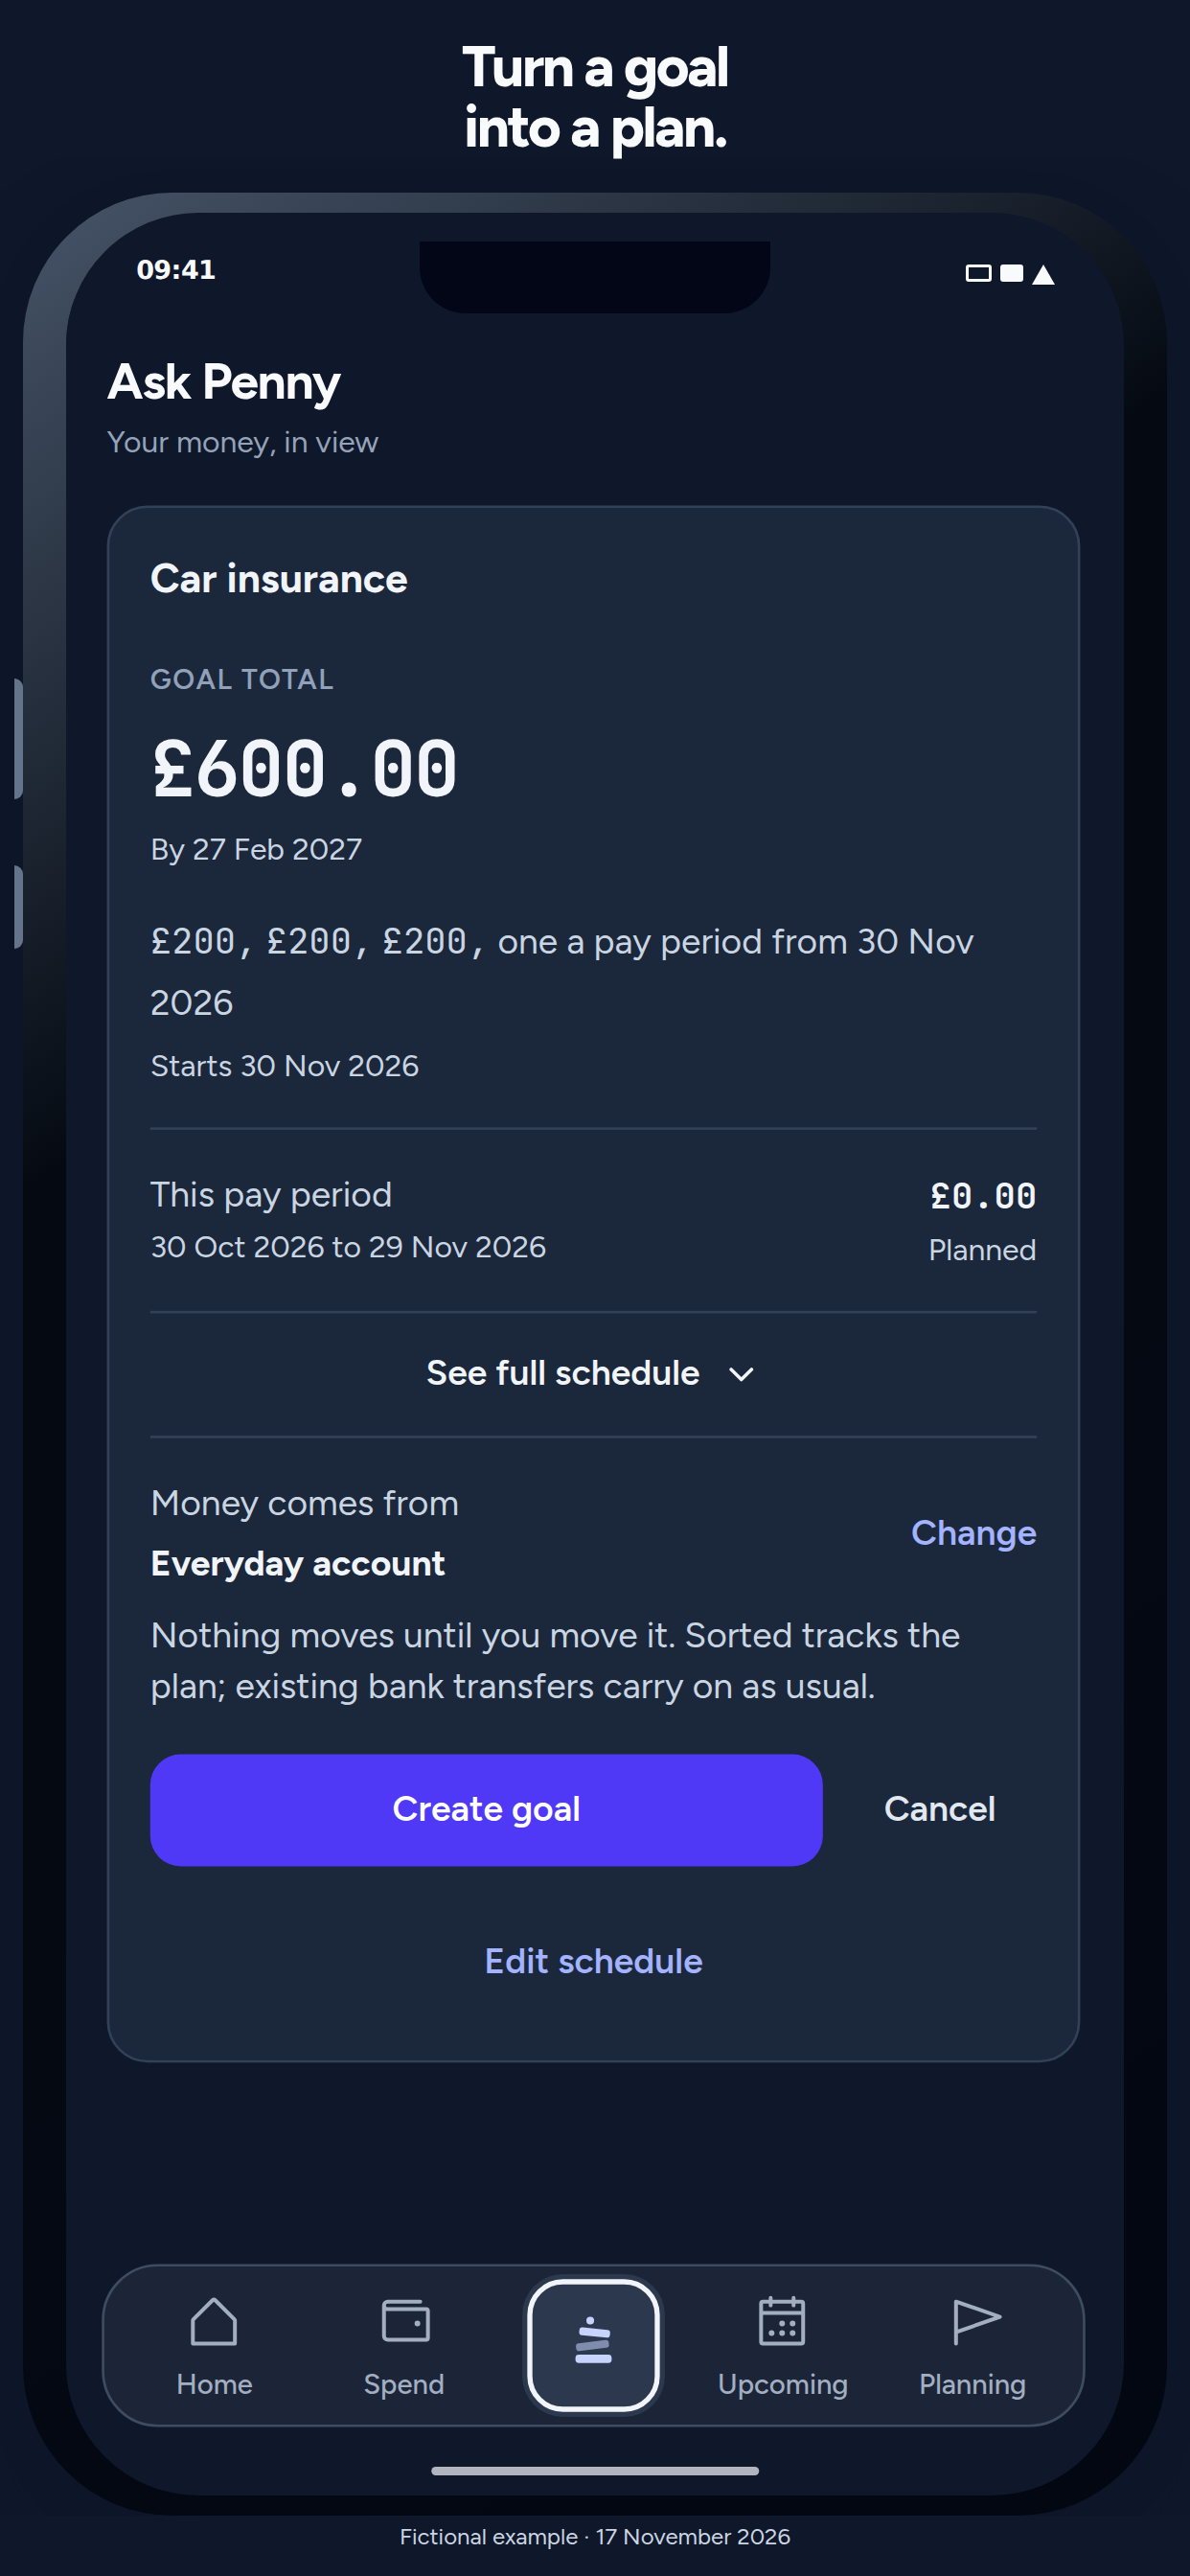 Turn a goal
into a plan.
09:41
Ask Penny
Your money, in view
Car insurance
GOAL TOTAL
£600.00
By 27 Feb 2027
£200, £200, £200, one a pay period from 30 Nov
2026
Starts 30 Nov 2026
This pay period
£0.00
30 Oct 2026 to 29 Nov 2026
Planned
See full schedule
Money comes from
Change
Everyday account
Nothing moves until you move it. Sorted tracks the
plan; existing bank transfers carry on as usual.
Create goal
Cancel
Edit schedule
Home
Spend
Upcoming
Planning
Fictional example · 17 November 2026